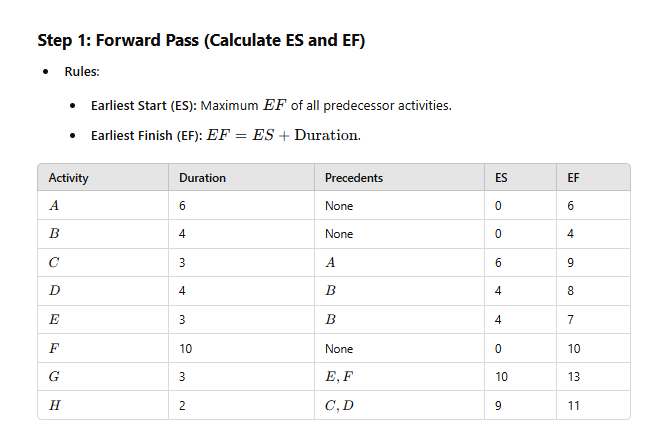 Step 1: Forward Pass (Calculate ES and EF)
• Rules:
• Earliest Start (ES): Maximum EF of all predecessor activities.
• Earliest Finish (EF): EF = ES + Duration.
Activity Duration Precedents ES EF
A 6 None 0 6
B 4 None 0 4
C 3 A 6 9
D 4 B 4 8
E 3 B 4 7
F 10 None 0 10
G 3 E, F 10 13
H 2 C, D 9 11